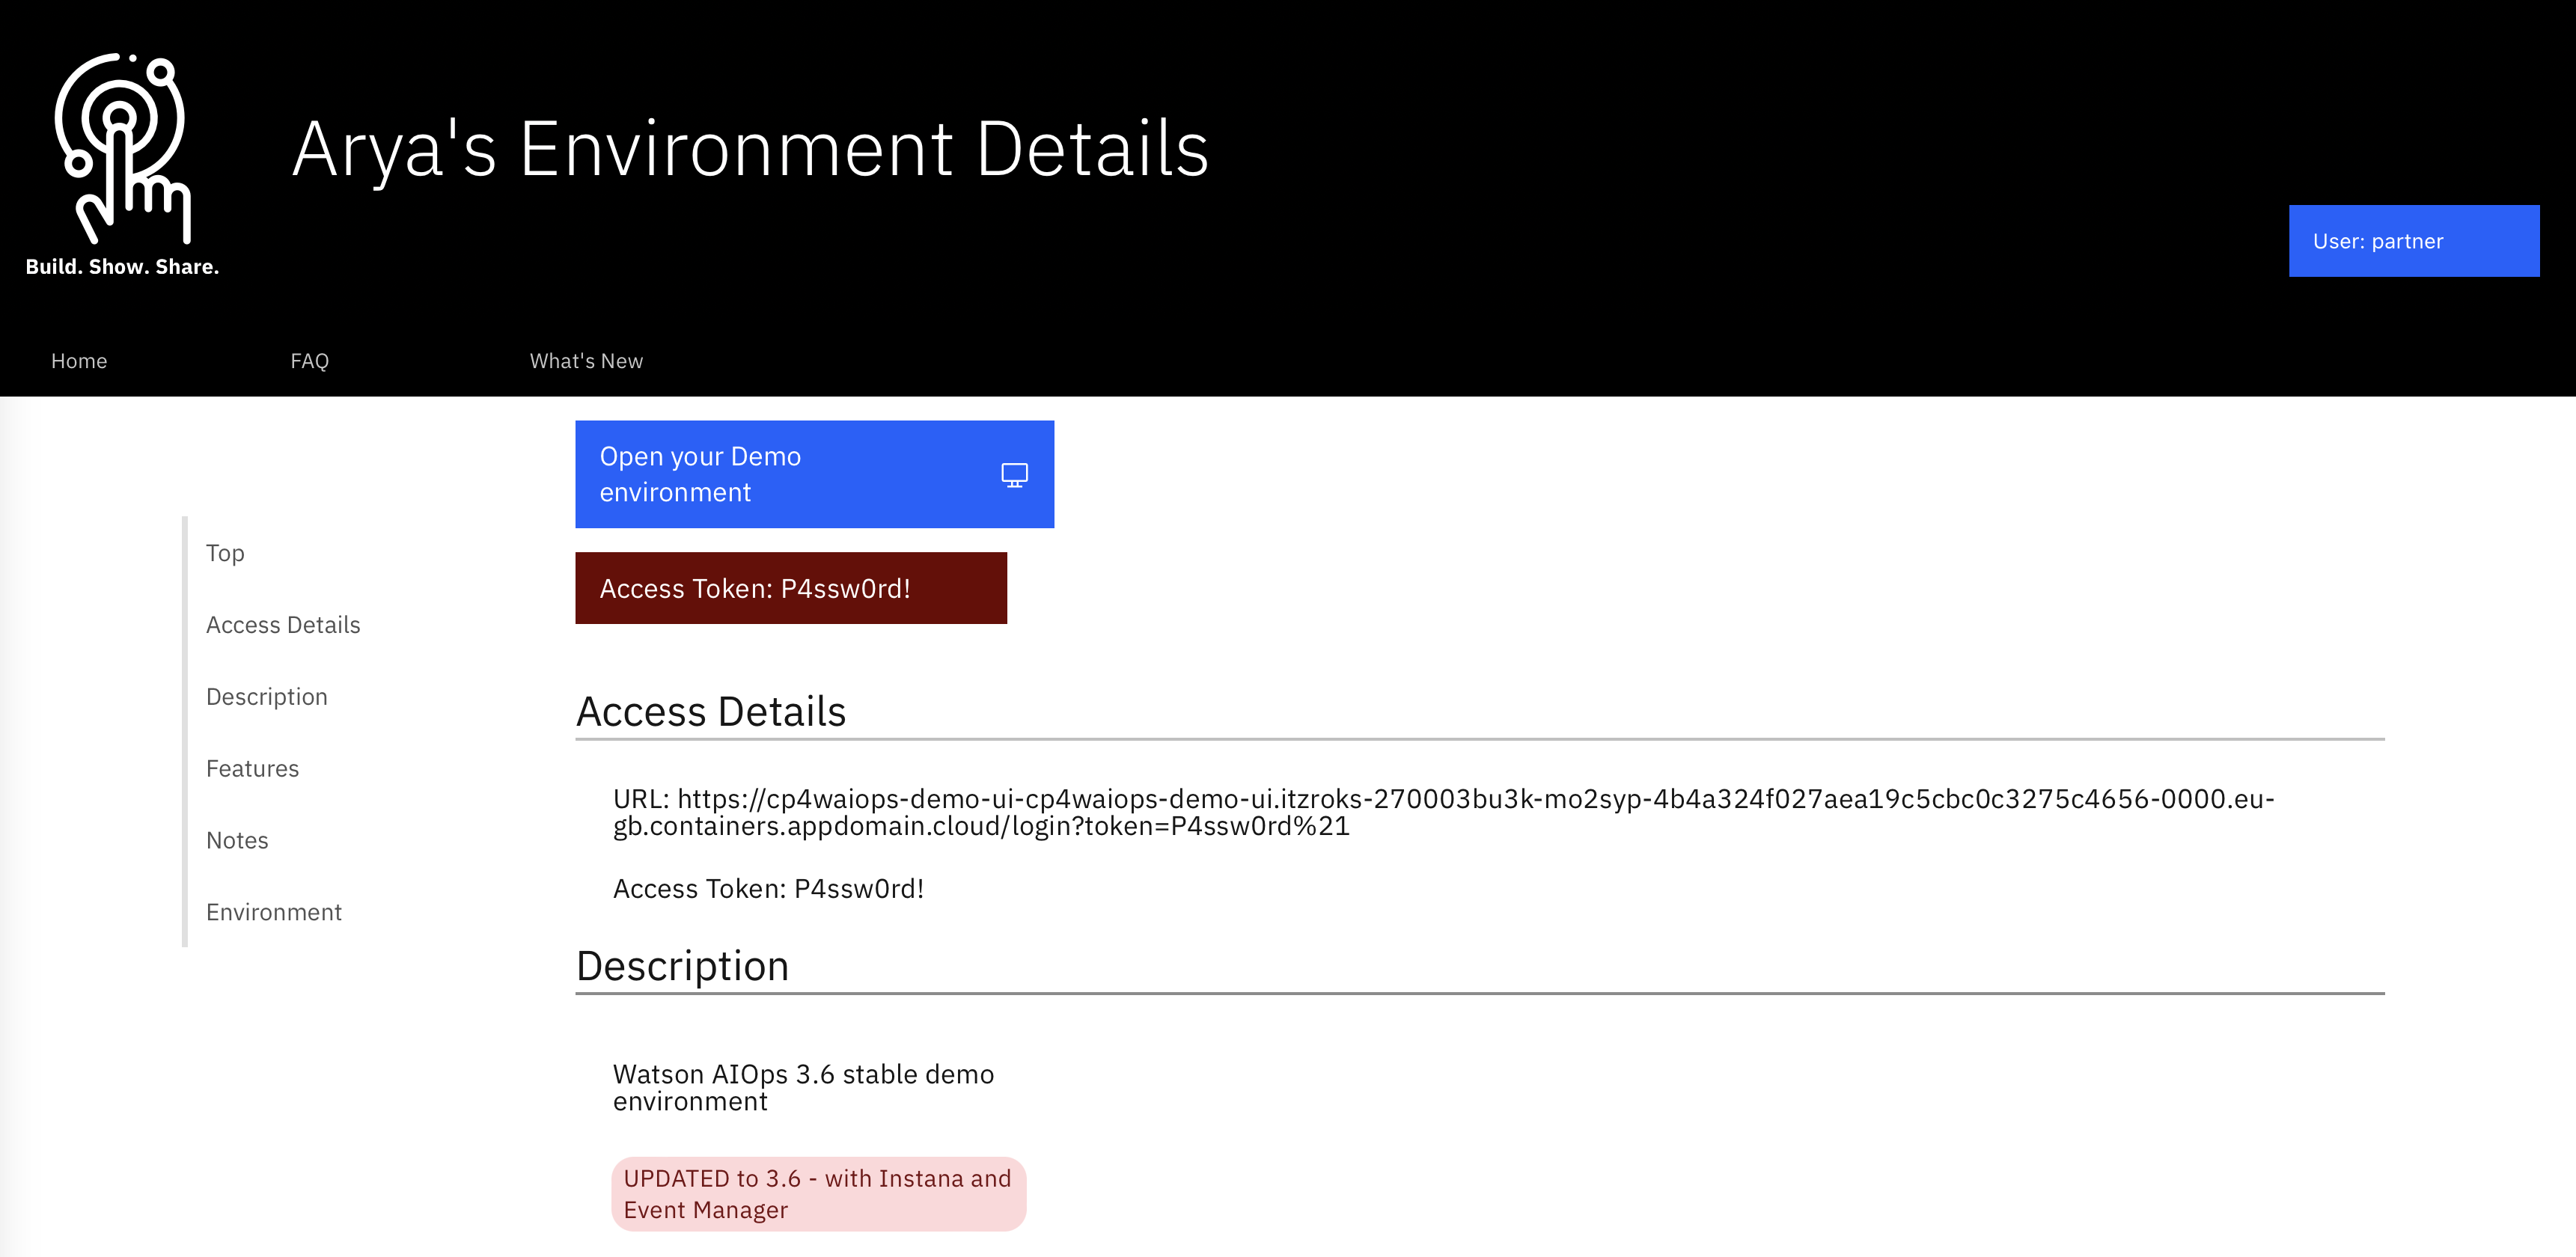 Arya's Environment Details
Build. Show. Share.
User: partner
Home
FAQ
What's New
Open your Demo
environment
Access Token: P4ssw0rd!
Top
Access Details
Description
Features
Notes
Environment
Access Details
URL: https://cp4waiops-demo-ui-cp4waiops-demo-ui.itzroks-270003bu3k-mo2syp-4b4a324f027aea19c5cbc0c3275c4656-0000.eu-
gb.containers.appdomain.cloud/login?token=P4ssw0rd%21
Access Token: P4ssw0rd!
Description
Watson AIOps 3.6 stable demo
environment
UPDATED to 3.6 - with Instana and
Event Manager